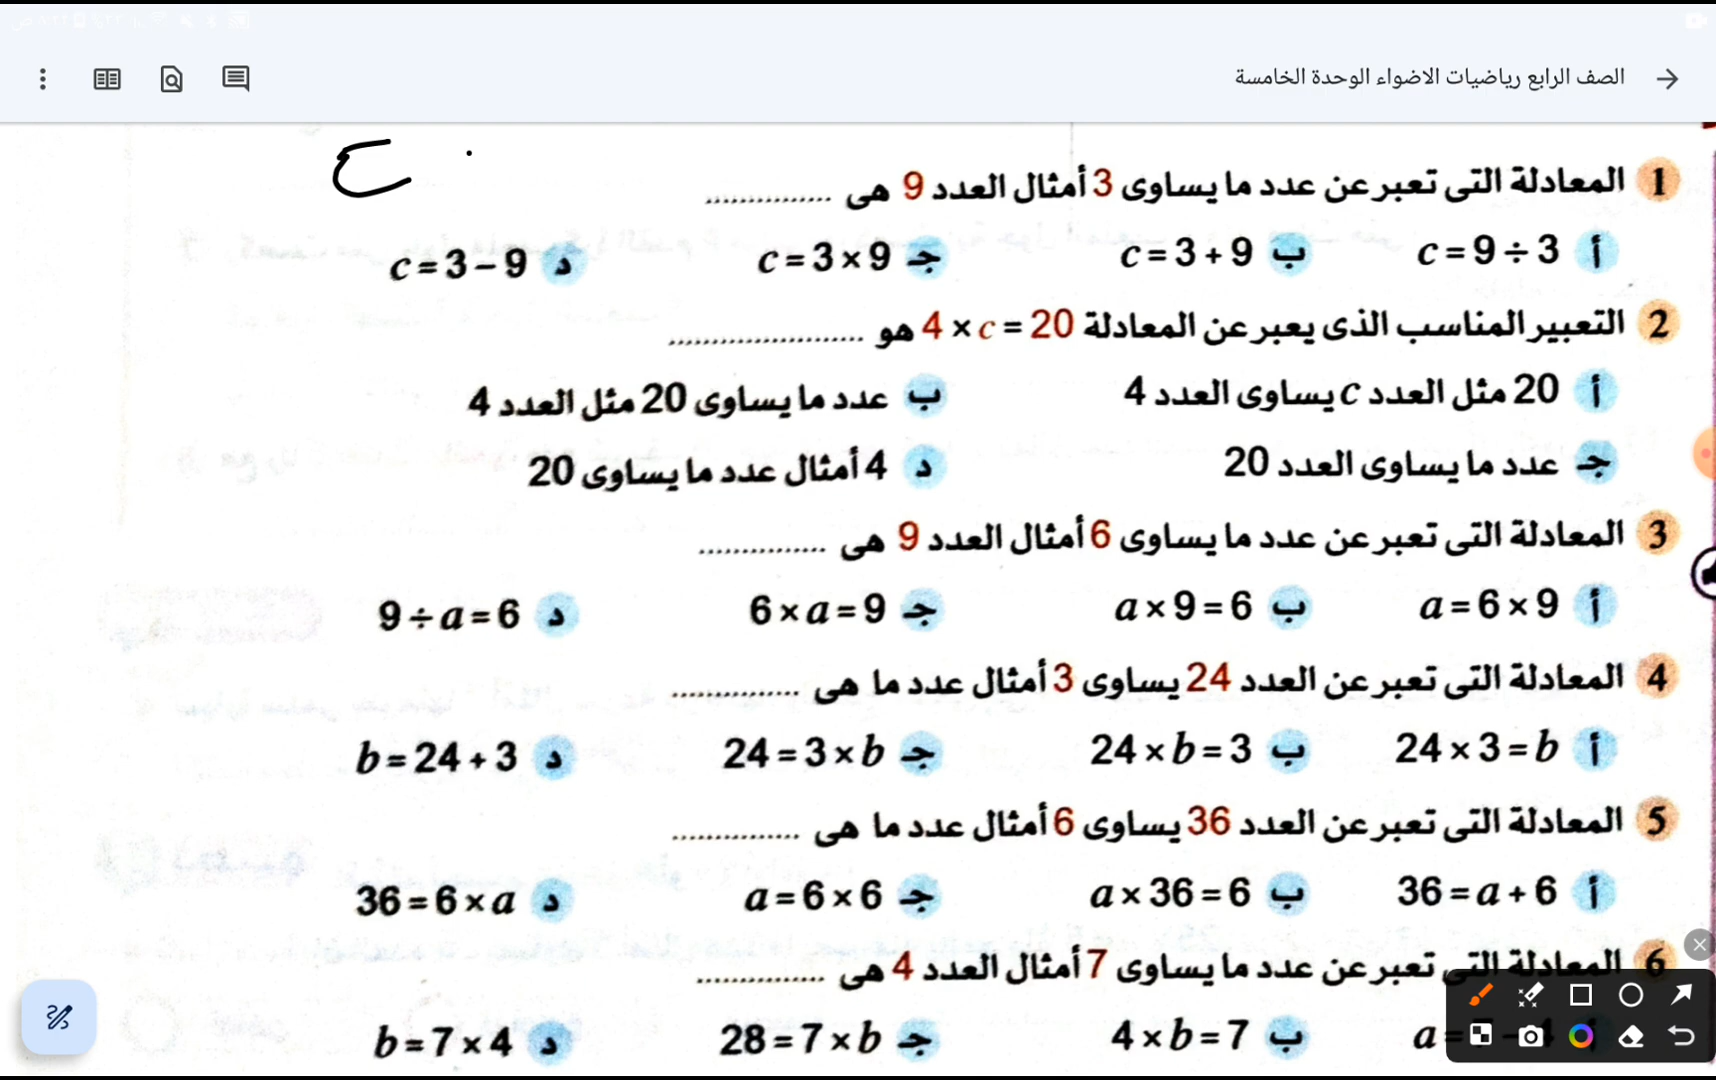 الصف الرابع رياضيات الاضواء الوحدة الخامسة
1 المعادلة التى تعبر عن عدد ما يساوى 3 أمثال العدد 9 هى ..............
أ c = 9 ÷ 3 ب c = 3 + 9 جـ c = 3 × 9 د c = 3 − 9
2 التعبير المناسب الذى يعبر عن المعادلة 4 × c = 20 هو ......................
أ 20 مثل العدد c يساوى العدد 4 ب عدد ما يساوى 20 مثل العدد 4
جـ عدد ما يساوى العدد 20 د 4 أمثال عدد ما يساوى 20
3 المعادلة التى تعبر عن عدد ما يساوى 6 أمثال العدد 9 هى ..............
أ a = 6 × 9 ب a × 9 = 6 جـ 6 × a = 9 د 9 ÷ a = 6
4 المعادلة التى تعبر عن العدد 24 يساوى 3 أمثال عدد ما هى ..............
أ 24 × 3 = b ب 24 × b = 3 جـ 24 = 3 × b د b = 24 + 3
5 المعادلة التى تعبر عن العدد 36 يساوى 6 أمثال عدد ما هى ..............
أ 36 = a + 6 ب a × 36 = 6 جـ a = 6 × 6 د 36 = 6 × a
6 المعادلة التى تعبر عن عدد ما يساوى 7 أمثال العدد 4 هى ..............
a = ب 4 × b = 7 جـ 28 = 7 × b د b = 7 × 4